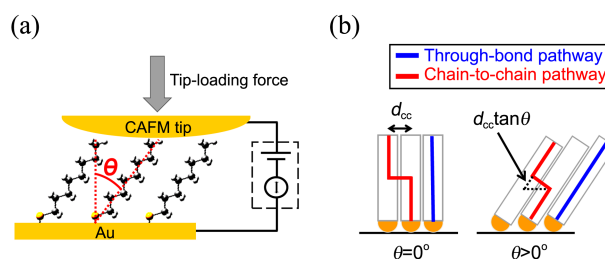 (a)
Tip-loading force
CAFM tip
θ
I
Au
(b)
Through-bond pathway
Chain-to-chain pathway
dcc
dcctanθ
θ=0°
θ>0°